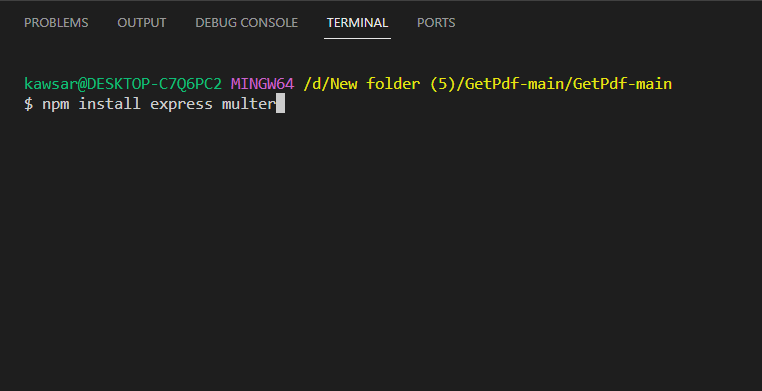 PROBLEMS OUTPUT DEBUG CONSOLE TERMINAL PORTS
kawsar@DESKTOP-C7Q6PC2 MINGW64 /d/New folder (5)/GetPdf-main/GetPdf-main
$ npm install express multer